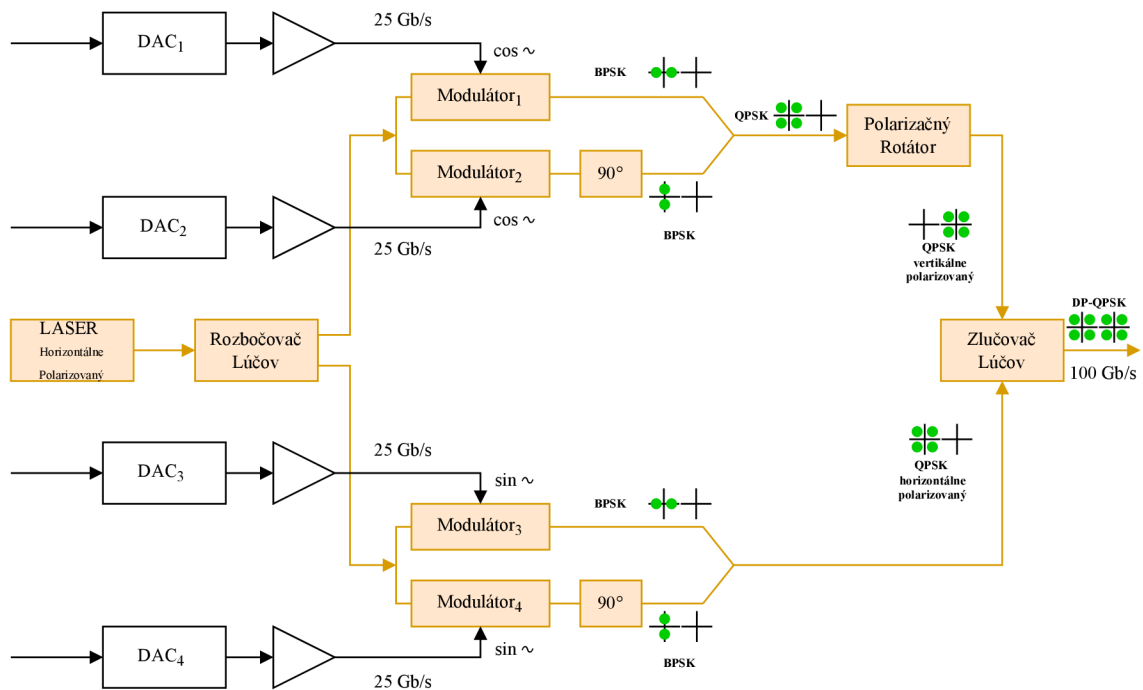 25 Gb/s
DAC1
cos ∼
BPSK
Modulátor1
QPSK
Polarizačný
Rotátor
Modulátor2
90°
cos ∼
DAC2
25 Gb/s
BPSK
QPSK
vertikálne
polarizovaný
DP-QPSK
LASER
Horizontálne
Polarizovaný
Rozbočovač
Lúčov
Zlučovač
Lúčov
100 Gb/s
25 Gb/s
DAC3
sin ∼
QPSK
horizontálne
polarizovaný
BPSK
Modulátor3
Modulátor4
90°
sin ∼
DAC4
BPSK
25 Gb/s